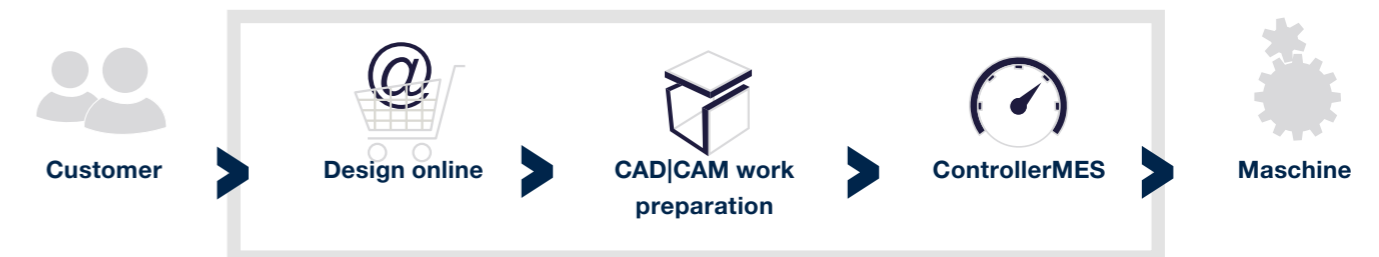 @
Customer
Design online
CAD|CAM work
preparation
ControllerMES
Maschine